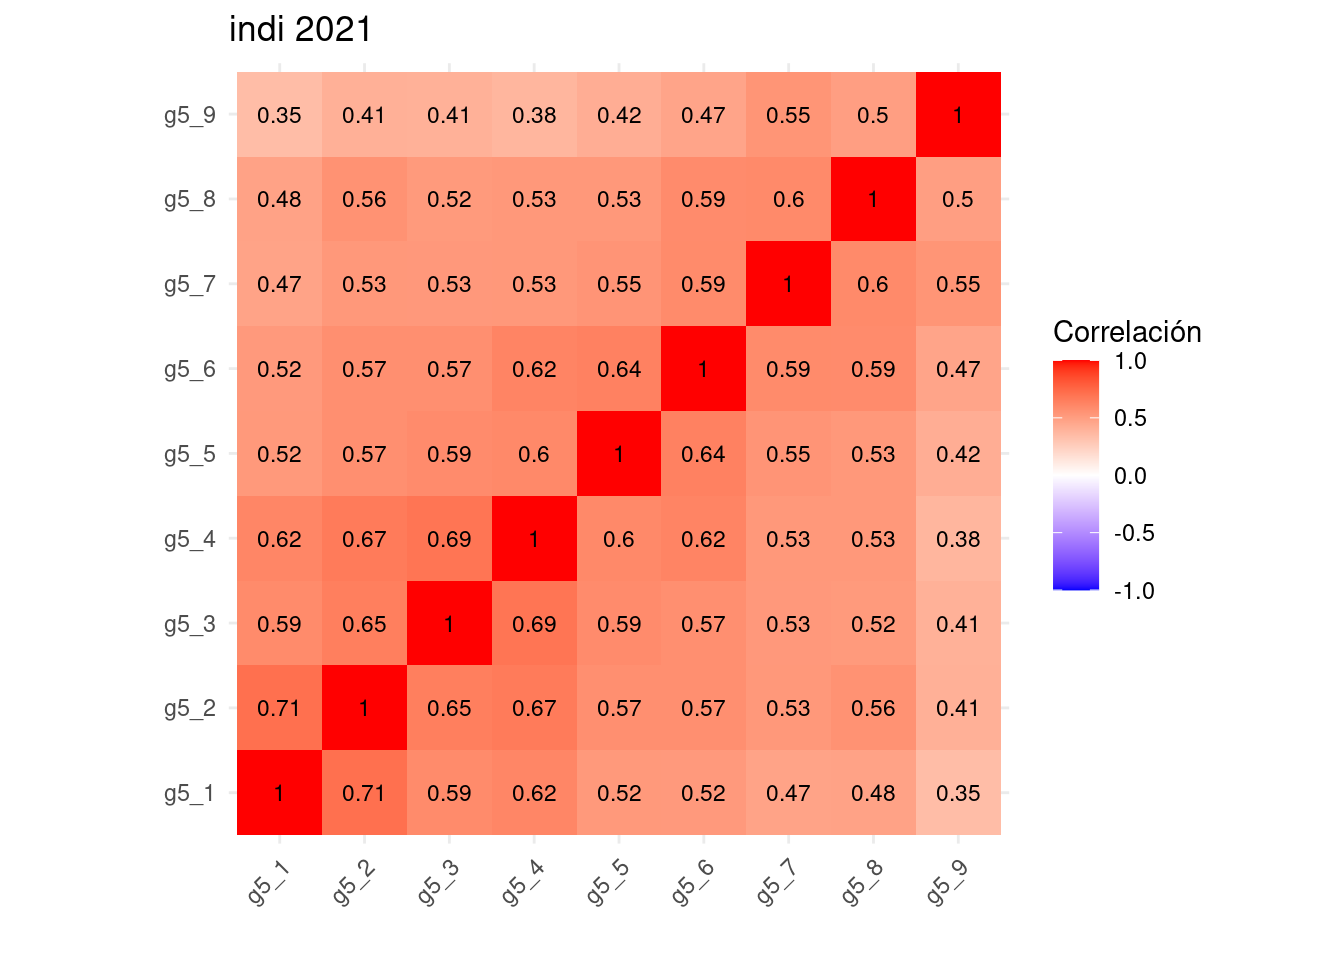 indi 2021
g5_9 0.35 0.41 0.41 0.38 0.42 0.47 0.55 0.5 1
g5_8 0.48 0.56 0.52 0.53 0.53 0.59 0.6 1 0.5
g5_7 0.47 0.53 0.53 0.53 0.55 0.59 1 0.6 0.55
g5_6 0.52 0.57 0.57 0.62 0.64 1 0.59 0.59 0.47
g5_5 0.52 0.57 0.59 0.6 1 0.64 0.55 0.53 0.42
g5_4 0.62 0.67 0.69 1 0.6 0.62 0.53 0.53 0.38
g5_3 0.59 0.65 1 0.69 0.59 0.57 0.53 0.52 0.41
g5_2 0.71 1 0.65 0.67 0.57 0.57 0.53 0.56 0.41
g5_1 1 0.71 0.59 0.62 0.52 0.52 0.47 0.48 0.35
g5_1 g5_2 g5_3 g5_4 g5_5 g5_6 g5_7 g5_8 g5_9
Correlación
1.0
0.5
0.0
-0.5
-1.0